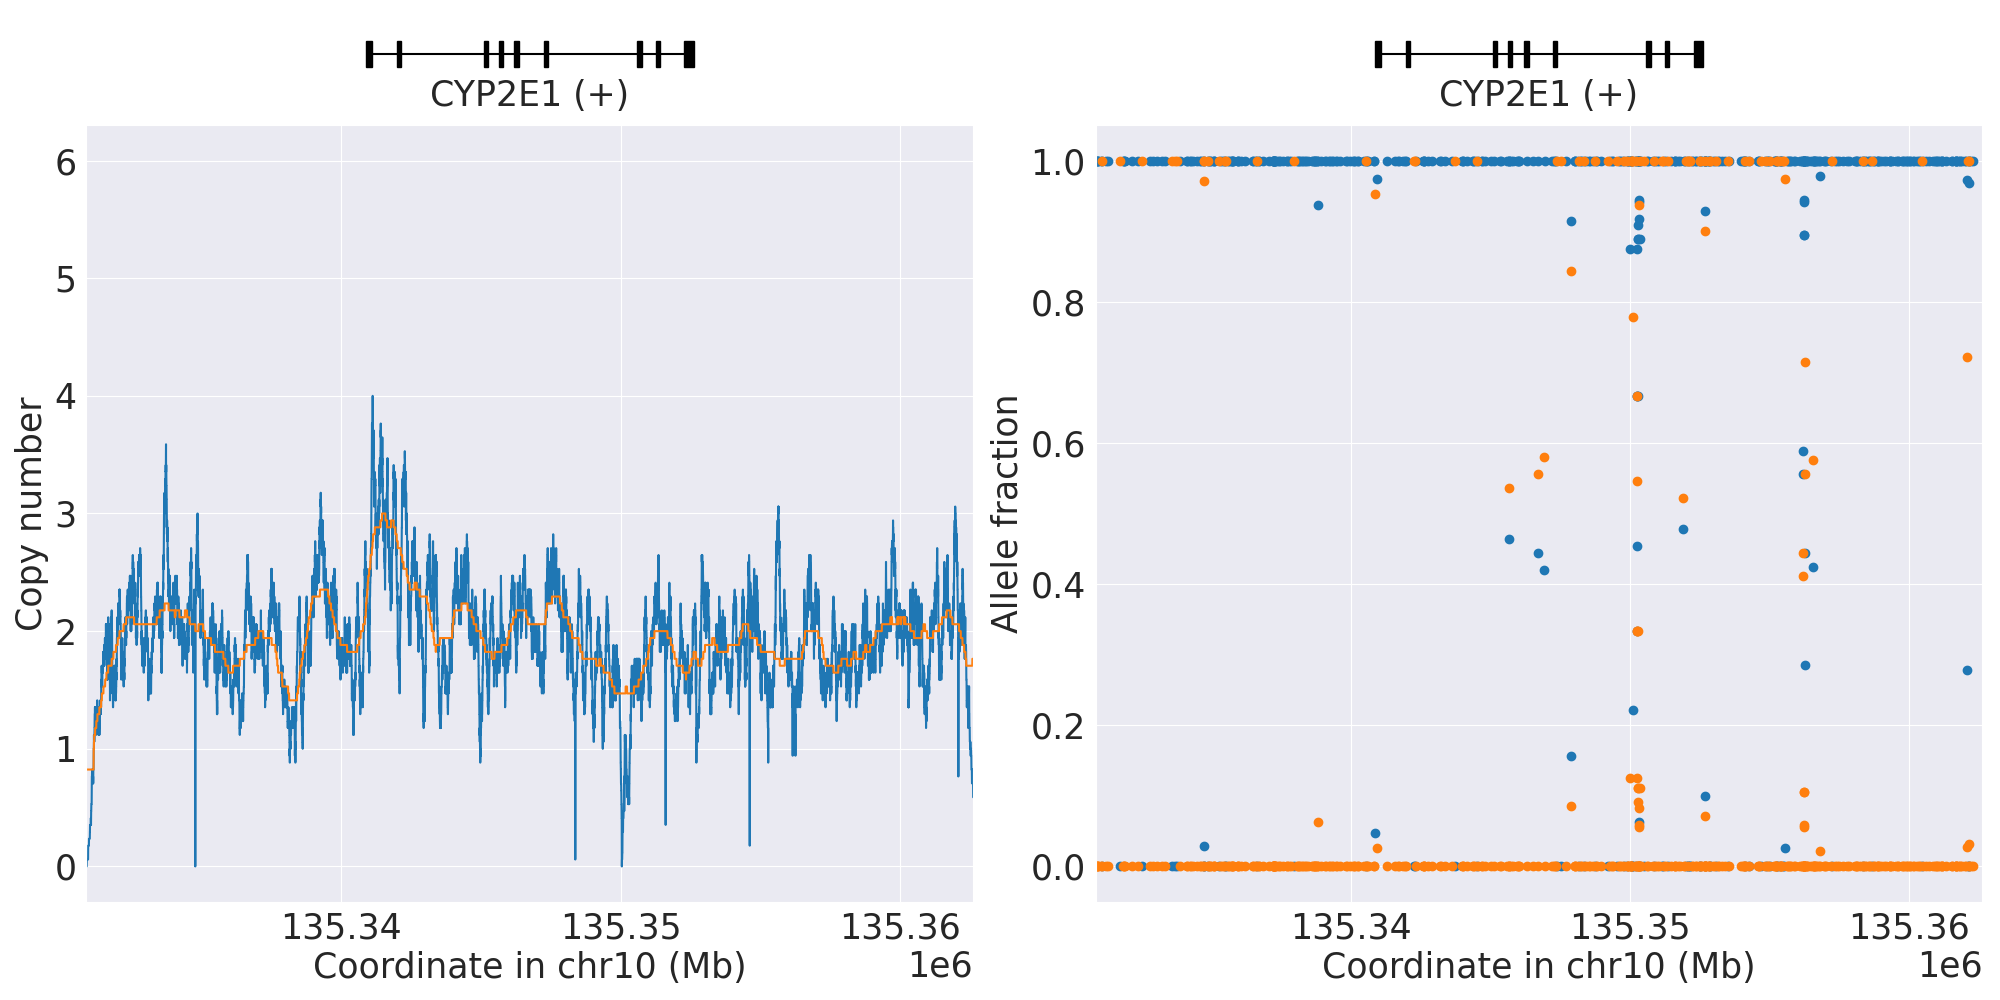 CYP2E1 (+)
Copy number
6
5
4
3
2
1
0
135.34 135.35 135.36
Coordinate in chr10 (Mb)
1e6
CYP2E1 (+)
Allele fraction
1.0
0.8
0.6
0.4
0.2
0.0
135.34 135.35 135.36
Coordinate in chr10 (Mb)
1e6